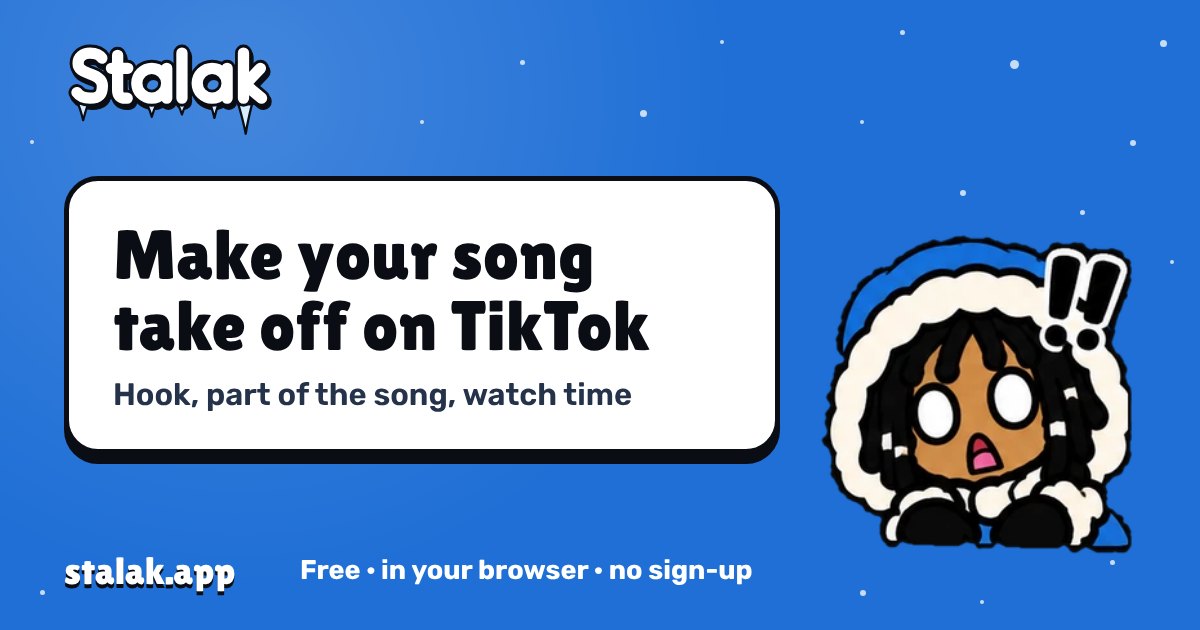 Stalak
Make your song
take off on TikTok
Hook, part of the song, watch time
!!
stalak.app
Free • in your browser • no sign-up